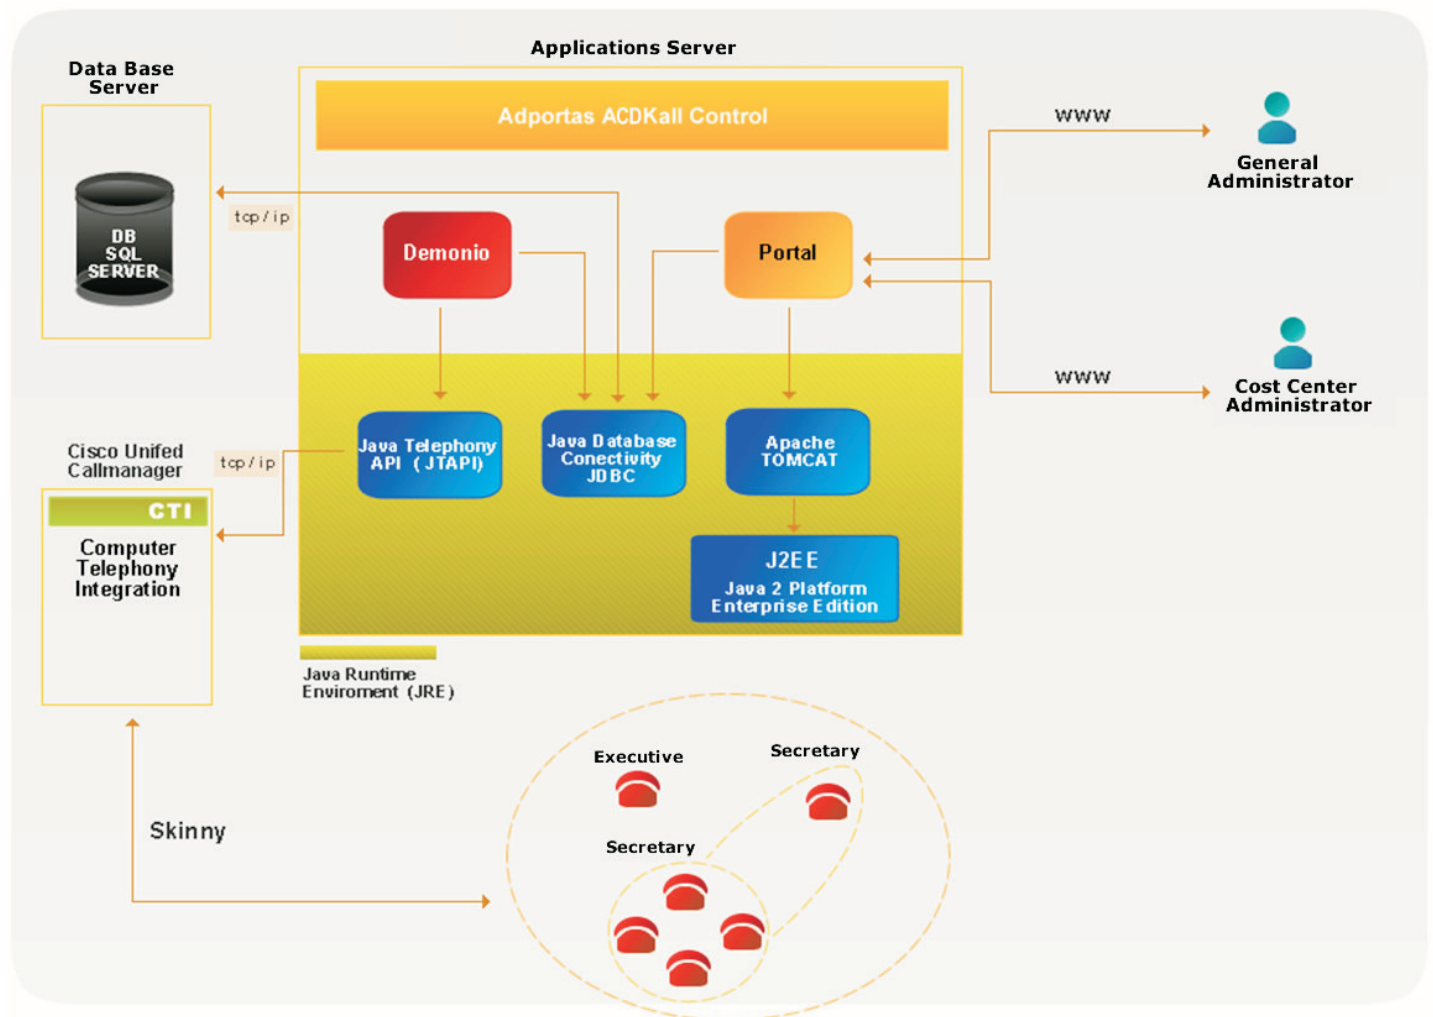 Applications Server
Data Base
Server
Adportas ACDKall Control
www
General
Administrator
tcp/ip
DB
SQL
SERVER
Demonio
Portal
www
Cost Center
Administrator
Cisco Unifed
Callmanager
tcp/ip
Java Telephony
API (JTAPI)
Java Database
Conectivity
JDBC
Apache
TOMCAT
CTI
Computer
Telephony
Integration
J2EE
Java 2 Platform
Enterprise Edition
Java Runtime
Enviroment (JRE)
Executive
Secretary
Skinny
Secretary